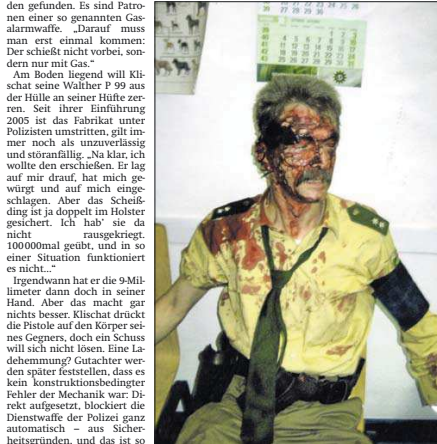 den gefunden. Es sind Patro-
nen einer so genannten Gas-
alarmwaffe. „Darauf muss
man erst einmal kommen:
Der schießt nicht vorbei, son-
dern nur mit Gas.“
Am Boden liegend will Kli-
schat seine Walther P 99 aus
der Hülle an seiner Hüfte zer-
ren. Seit ihrer Einführung
2005 ist das Fabrikat unter
Polizisten umstritten, gilt im-
mer noch als unzuverlässig
und störanfällig. „Na klar, ich
wollte den erschießen. Er lag
auf mir drauf, hat mich ge-
würgt und auf mich einge-
schlagen. Aber das Scheiß-
ding ist ja doppelt im Holster
gesichert. Ich hab’ sie da
nicht rausgekriegt.
100000mal geübt, und in so
einer Situation funktioniert
es nicht...“
Irgendwann hat er die 9-Mil-
limeter dann doch in seiner
Hand. Aber das macht gar
nichts besser. Klischat drückt
die Pistole auf den Körper sei-
nes Gegners, doch ein Schuss
will sich nicht lösen. Eine La-
dehemmung? Gutachter wer-
den später feststellen, dass es
kein konstruktionsbedingter
Fehler der Mechanik war: Di-
rekt aufgesetzt, blockiert die
Dienstwaffe der Polizei ganz
automatisch – aus Sicher-
heitsgründen, und das ist so